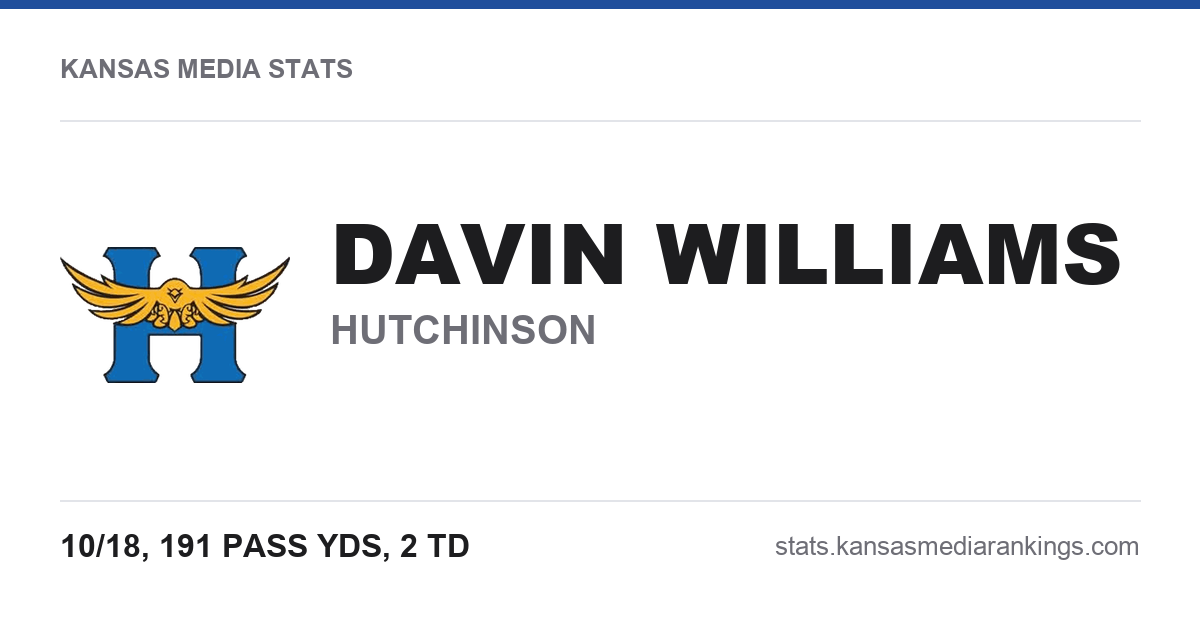 KANSAS MEDIA STATS
H
DAVIN WILLIAMS
HUTCHINSON
10/18, 191 PASS YDS, 2 TD
stats.kansasmediarankings.com